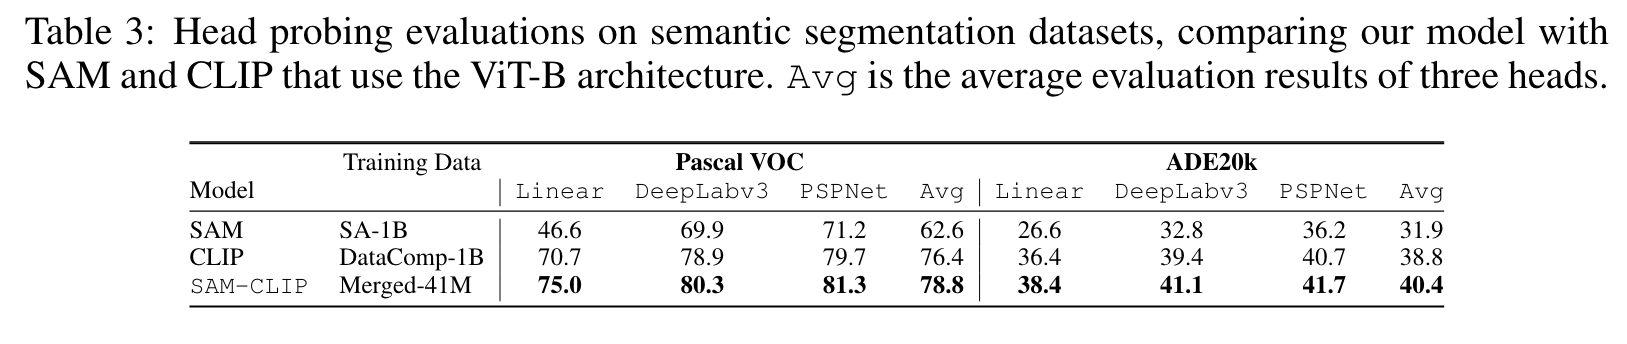 Table 3: Head probing evaluations on semantic segmentation datasets, comparing our model with
SAM and CLIP that use the ViT-B architecture. Avg is the average evaluation results of three heads.
Training Data Pascal VOC ADE20k
Model Linear DeepLabv3 PSPNet Avg Linear DeepLabv3 PSPNet Avg
SAM SA-1B 46.6 69.9 71.2 62.6 26.6 32.8 36.2 31.9
CLIP DataComp-1B 70.7 78.9 79.7 76.4 36.4 39.4 40.7 38.8
SAM-CLIP Merged-41M 75.0 80.3 81.3 78.8 38.4 41.1 41.7 40.4